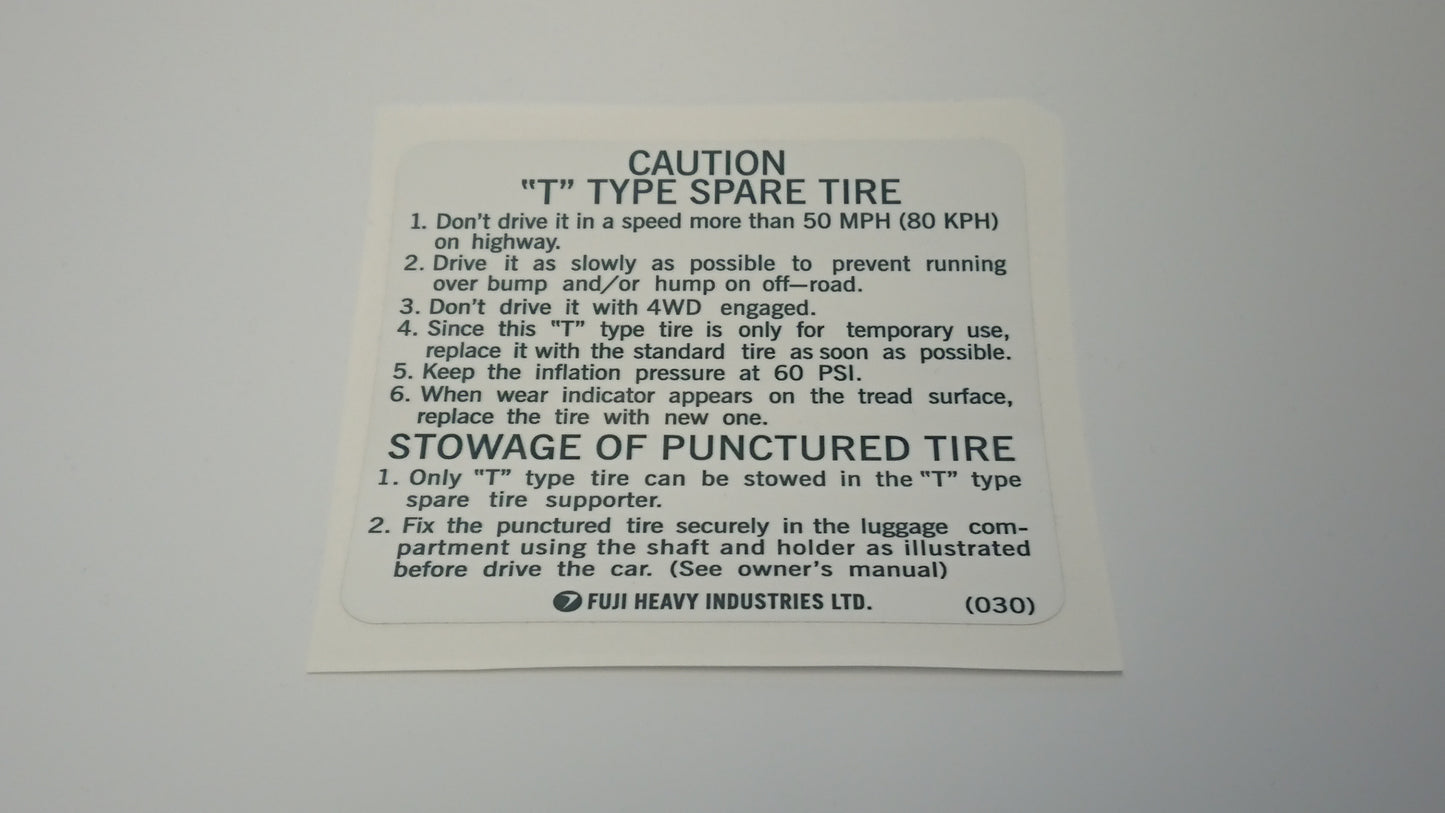 CAUTION
"T" TYPE SPARE TIRE
1. Don't drive it in a speed more than 50 MPH (80 KPH)
on highway.
2. Drive it as slowly as possible to prevent running
over bump and/or hump on off—road.
3. Don't drive it with 4WD engaged.
4. Since this "T" type tire is only for temporary use,
replace it with the standard tire as soon as possible.
5. Keep the inflation pressure at 60 PSI.
6. When wear indicator appears on the tread surface,
replace the tire with new one.
STOWAGE OF PUNCTURED TIRE
1. Only "T" type tire can be stowed in the "T" type
spare tire supporter.
2. Fix the punctured tire securely in the luggage com-
partment using the shaft and holder as illustrated
before drive the car. (See owner's manual)
FUJI HEAVY INDUSTRIES LTD. (030)